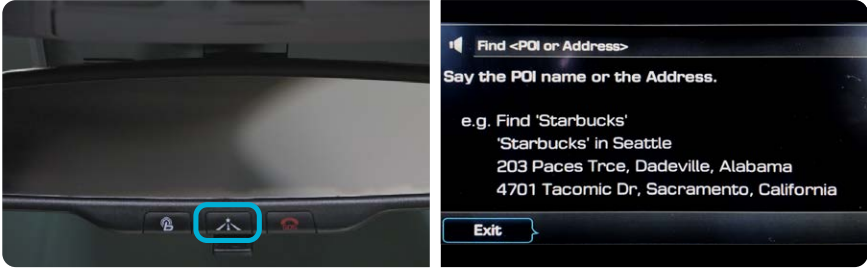 Find <POI or Address>
Say the POI name or the Address.
e.g. Find 'Starbucks'
'Starbucks' in Seattle
203 Paces Trce, Dadeville, Alabama
4701 Tacomic Dr, Sacramento, California
Exit